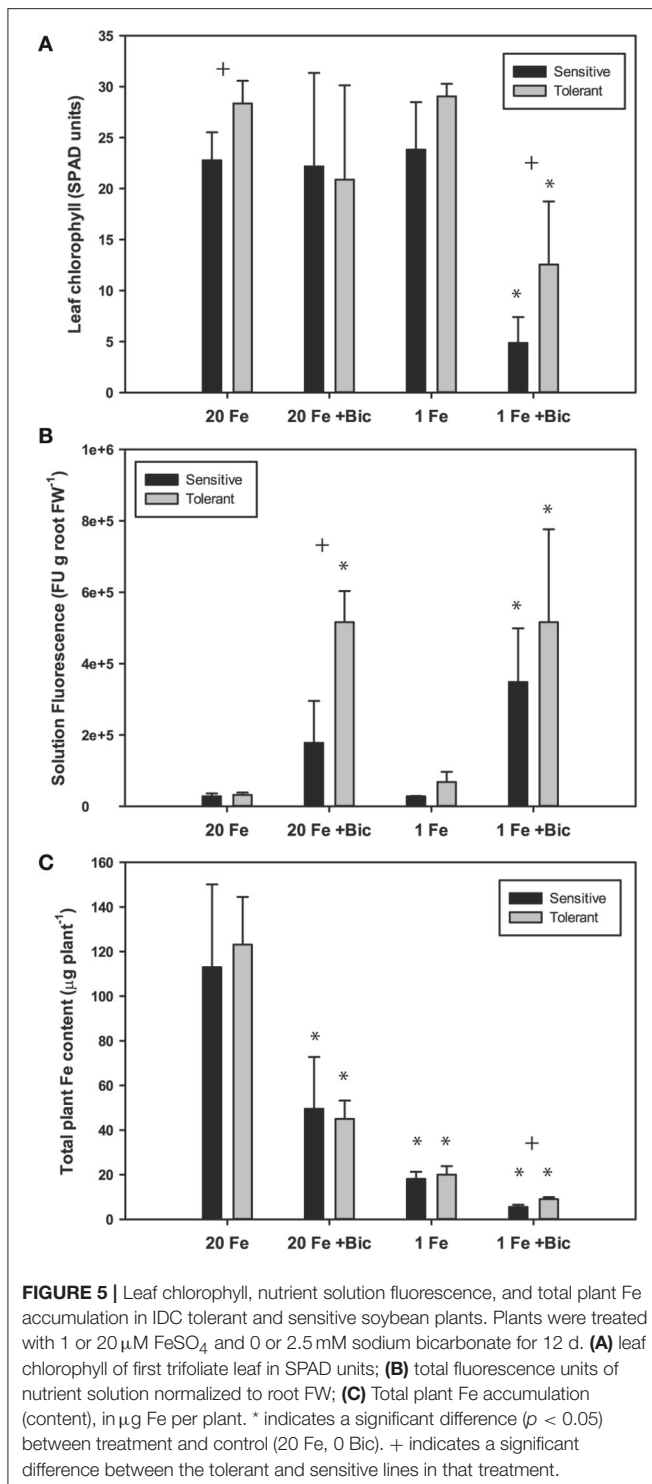 A
35
30
25
20
15
10
5
0
Leaf chlorophyll (SPAD units)
Sensitive
Tolerant
+
+
*
*
20 Fe 20 Fe +Bic 1 Fe 1 Fe +Bic
B
1e+6
8e+5
6e+5
4e+5
2e+5
0
Solution Fluorescence (FU g root FW⁻¹)
Sensitive
Tolerant
+
*
*
*
20 Fe 20 Fe +Bic 1 Fe 1 Fe +Bic
C
160
140
120
100
80
60
40
20
0
Total plant Fe content (µg plant⁻¹)
Sensitive
Tolerant
*
*
* *
+
* *
20 Fe 20 Fe +Bic 1 Fe 1 Fe +Bic
FIGURE 5 | Leaf chlorophyll, nutrient solution fluorescence, and total plant Fe
accumulation in IDC tolerant and sensitive soybean plants. Plants were treated
with 1 or 20 µM FeSO₄ and 0 or 2.5 mM sodium bicarbonate for 12 d. (A) leaf
chlorophyll of first trifoliate leaf in SPAD units; (B) total fluorescence units of
nutrient solution normalized to root FW; (C) Total plant Fe accumulation
(content), in µg Fe per plant. * indicates a significant difference (p < 0.05)
between treatment and control (20 Fe, 0 Bic). + indicates a significant
difference between the tolerant and sensitive lines in that treatment.